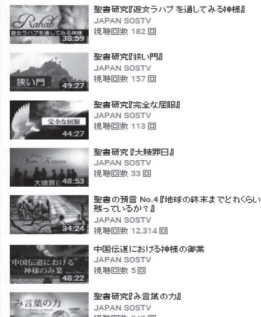 Rahab
遊女ラハブを通してみる神様
38:59
聖書研究『遊女ラハブを通してみる神様』
JAPAN SOSTV
視聴回数 182 回
狭い門
49:27
聖書研究『狭い門』
JAPAN SOSTV
視聴回数 157 回
完全な屈服
44:27
聖書研究『完全な屈服』
JAPAN SOSTV
視聴回数 113 回
大贖罪日
48:53
聖書研究『大贖罪日』
JAPAN SOSTV
視聴回数 33 回
34:24
聖書の預言 No.4『地球の終末までどれくらい
残っているか？』
JAPAN SOSTV
視聴回数 12,314 回
中国伝道における
神様のみ業
48:22
中国伝道における神様の御業
JAPAN SOSTV
視聴回数 5 回
み言葉の力
聖書研究『み言葉の力』
JAPAN SOSTV